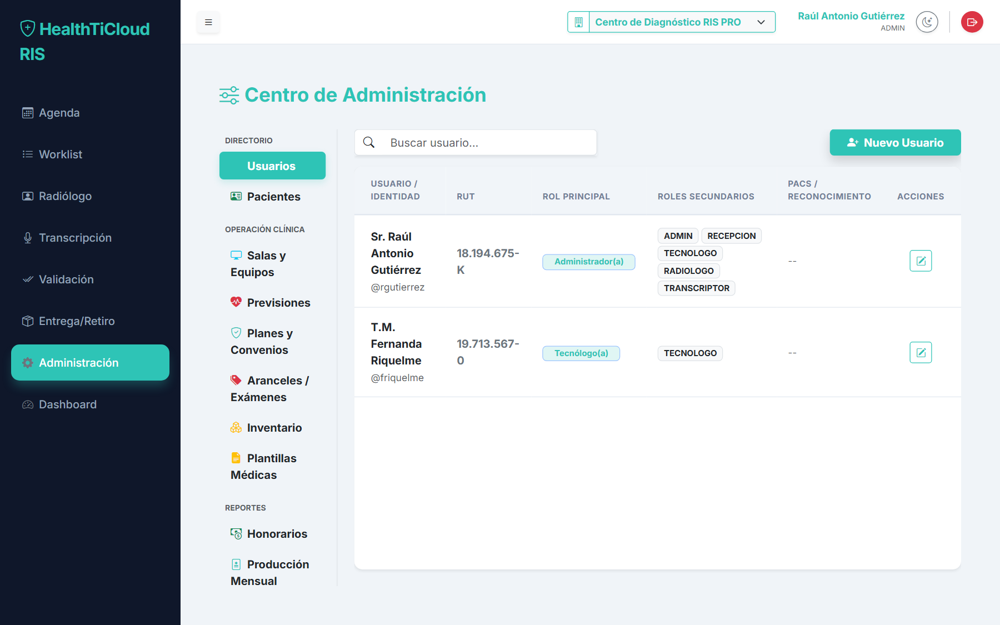 HealthTiCloud
RIS
Agenda
Worklist
Radiólogo
Transcripción
Validación
Entrega/Retiro
Administración
Dashboard
Centro de Diagnóstico RIS PRO
Raúl Antonio Gutiérrez
ADMIN
Centro de Administración
DIRECTORIO
Usuarios
Pacientes
OPERACIÓN CLÍNICA
Salas y
Equipos
Previsiones
Planes y
Convenios
Aranceles /
Exámenes
Inventario
Plantillas
Médicas
REPORTES
Honorarios
Producción
Mensual
Buscar usuario...
Nuevo Usuario
USUARIO /
IDENTIDAD
RUT
ROL PRINCIPAL
ROLES SECUNDARIOS
PACS /
RECONOCIMIENTO
ACCIONES
Sr. Raúl
Antonio
Gutiérrez
@rgutierrez
18.194.675-
K
Administrador(a)
ADMIN RECEPCION
TECNOLOGO
RADIOLOGO
TRANSCRIPTOR
--
T.M.
Fernanda
Riquelme
@friquelme
19.713.567-
0
Tecnólogo(a)
TECNOLOGO
--